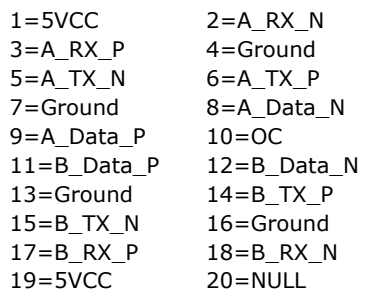 1=5VCC 2=A_RX_N
3=A_RX_P 4=Ground
5=A_TX_N 6=A_TX_P
7=Ground 8=A_Data_N
9=A_Data_P 10=OC
11=B_Data_P 12=B_Data_N
13=Ground 14=B_TX_P
15=B_TX_N 16=Ground
17=B_RX_P 18=B_RX_N
19=5VCC 20=NULL